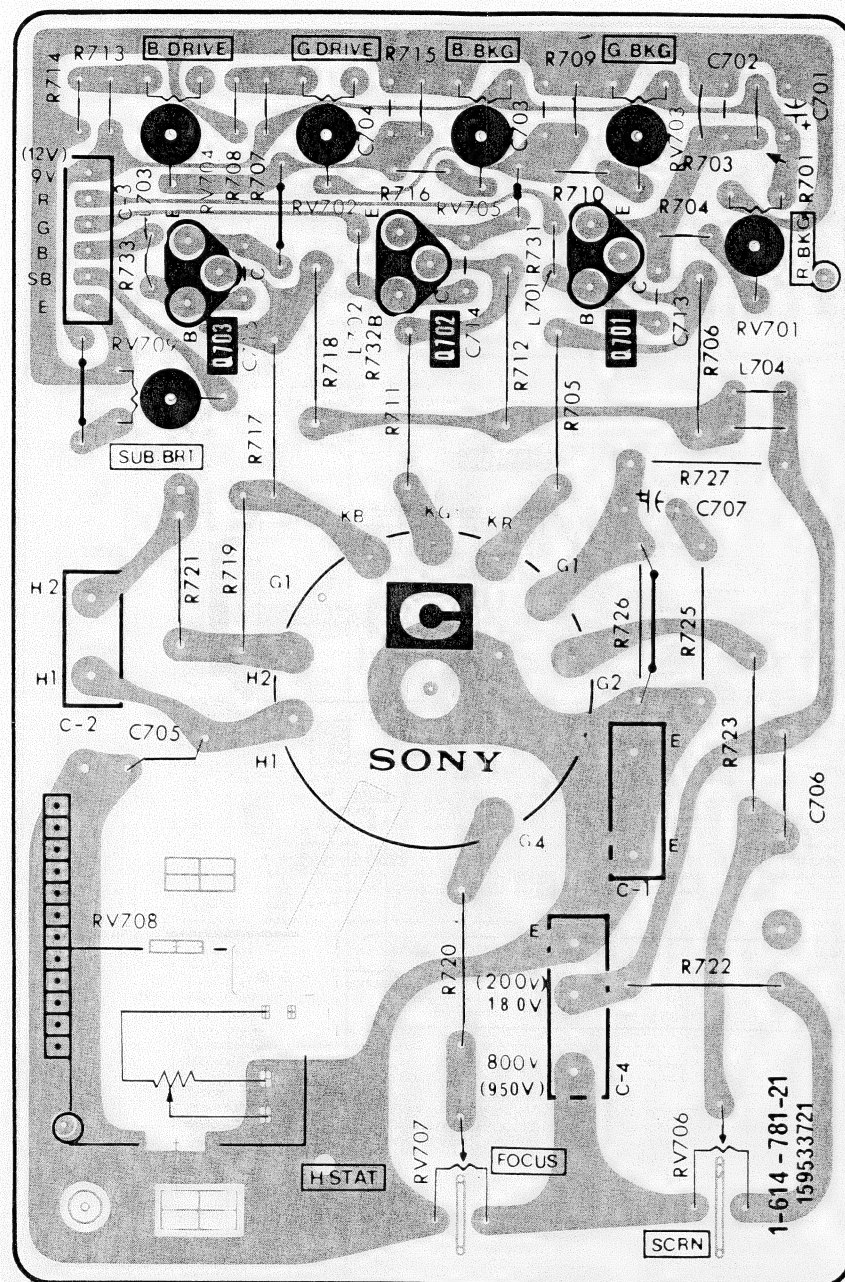 R714
R713
B.DRIVE
G.DRIVE
R715
B.BKG
R709
G.BKG
C702
C701
+
C704
C703
RV703
R703
R701
(12V)
9V
R
G
B
SB
E
L703
RV704
R708
R707
RV702
R716
RV705
R710
R704
R.BKG
R733
E
C
B
Q703
E
C
Q702
E
C
B
Q701
R731
L701
L702
R732B
C714
R712
C713
R706
RV701
RV709
R718
R711
R705
L704
R717
SUB.BRT
R727
C707
KB
KG
KR
G1
G1
R721
R719
H2
H1
C-2
H2
H1
C705
C
R726
R725
G2
SONY
R723
C706
E
E
C-1
G4
RV708
R720
E
(200V)
180V
800V
(950V)
C-4
R722
H.STAT
RV707
FOCUS
RV706
SCRN
1-614-781-21
159533721